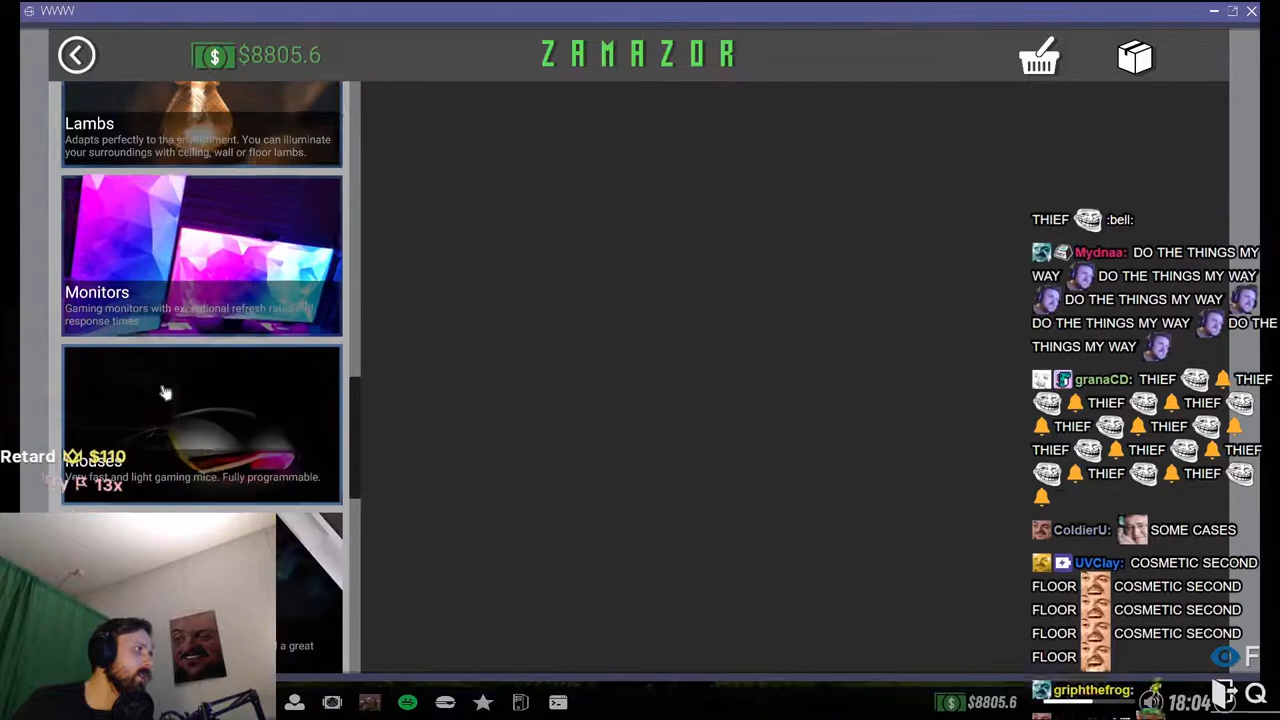 WWW
$8805.6
ZAMAZOR
Lambs
Adapts perfectly to the environment. You can illuminate
your surroundings with ceiling, wall or floor lambs.
Monitors
Gaming monitors with exceptional refresh rates and
response times
Mouses
Very fast and light gaming mice. Fully programmable.
Retard $110
13x
a great
THIEF :bell:
Mydnaa: DO THE THINGS MY
WAY DO THE THINGS MY WAY
DO THE THINGS MY WAY
DO THE THINGS MY WAY DO THE
THINGS MY WAY
granaCD: THIEF THIEF
THIEF THIEF
THIEF THIEF
THIEF THIEF THIEF
THIEF THIEF
ColdierU: SOME CASES
UVClay: COSMETIC SECOND
FLOOR COSMETIC SECOND
FLOOR COSMETIC SECOND
FLOOR COSMETIC SECOND
FLOOR
F
griphthefrog:
$8805.6
18:04
Q